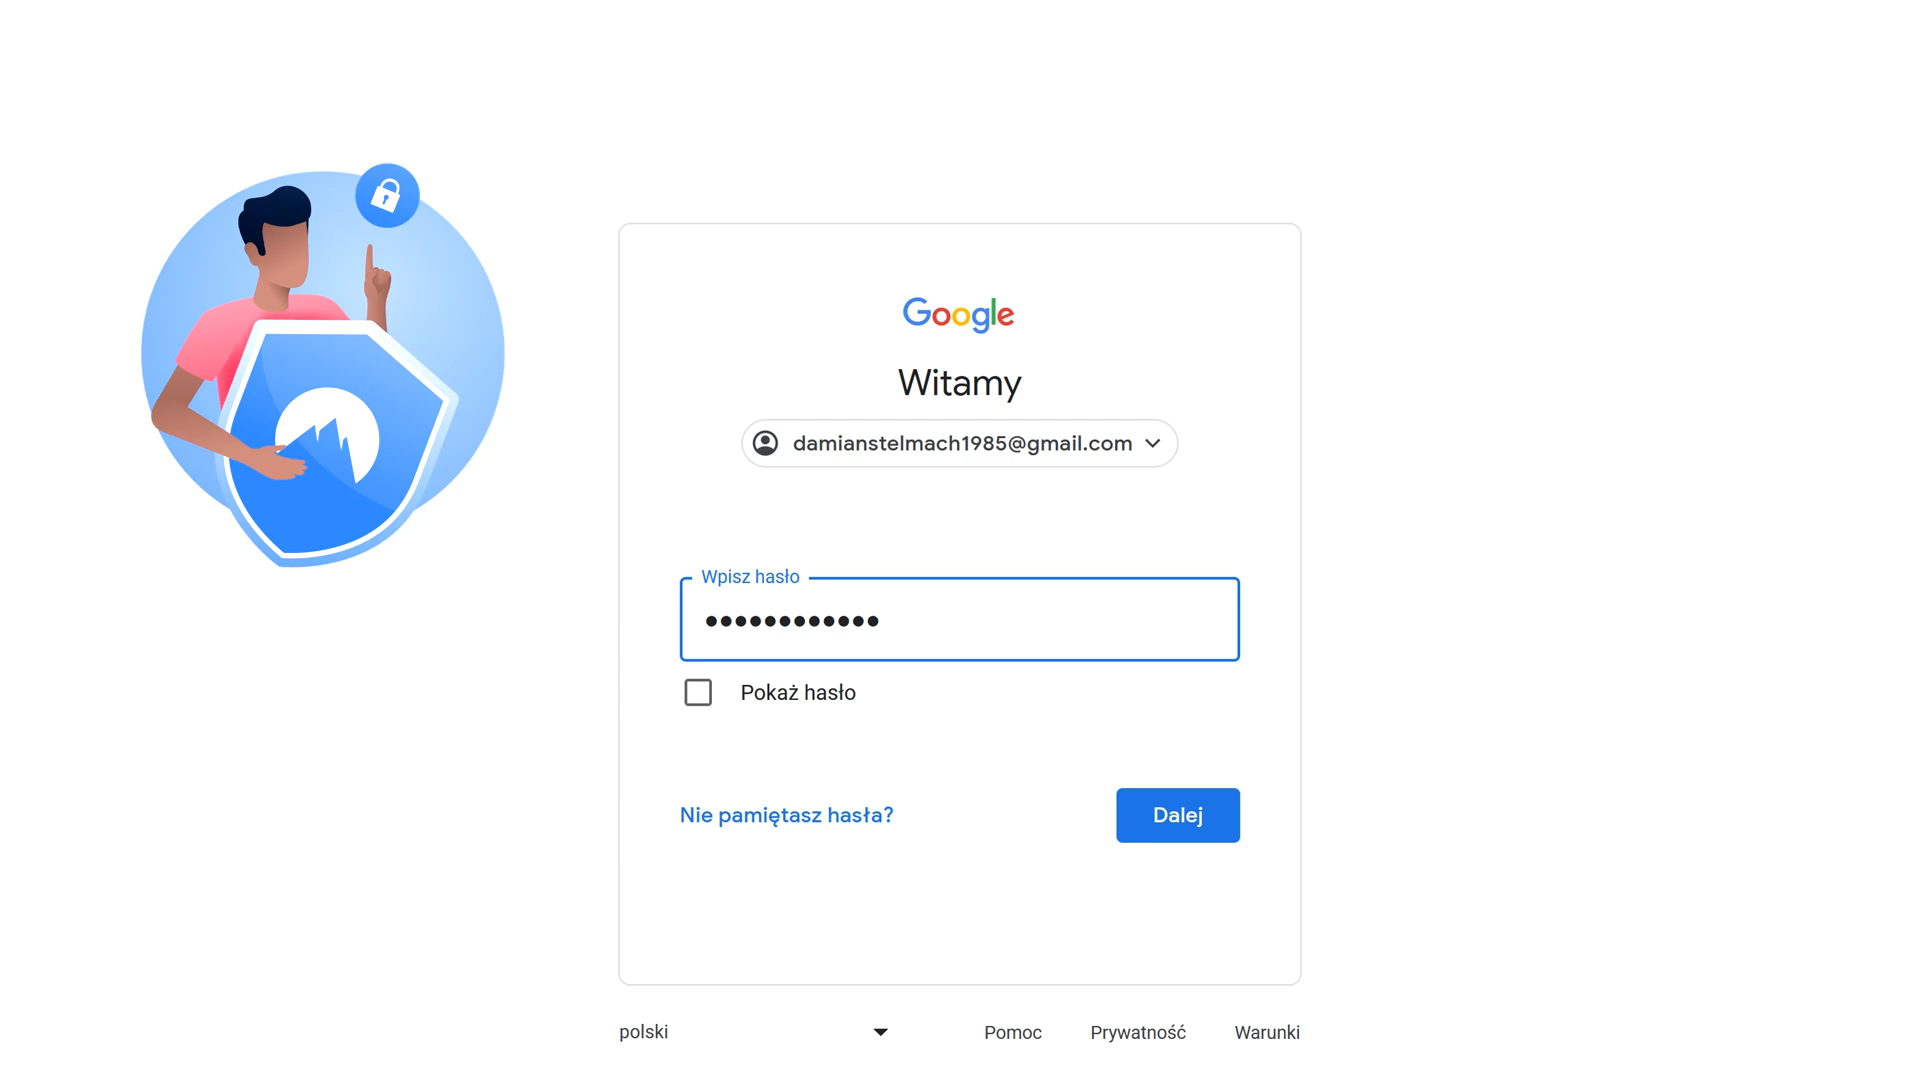 Google
Witamy
damianstelmach1985@gmail.com
Wpisz hasło
••••••••••••
Pokaż hasło
Nie pamiętasz hasła?
Dalej
polski
Pomoc
Prywatność
Warunki